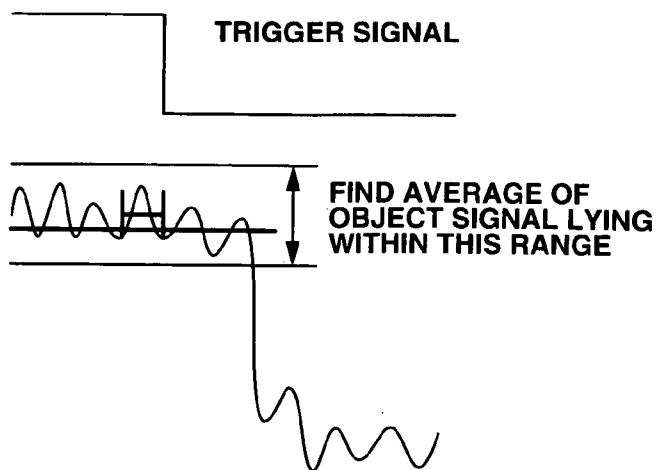 TRIGGER SIGNAL
FIND AVERAGE OF
OBJECT SIGNAL LYING
WITHIN THIS RANGE